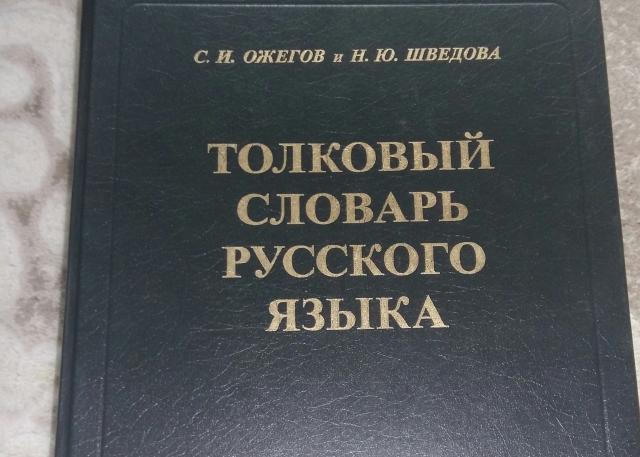 С. И. ОЖЕГОВ и Н. Ю. ШВЕДОВА
ТОЛКОВЫЙ
СЛОВАРЬ
РУССКОГО
ЯЗЫКА